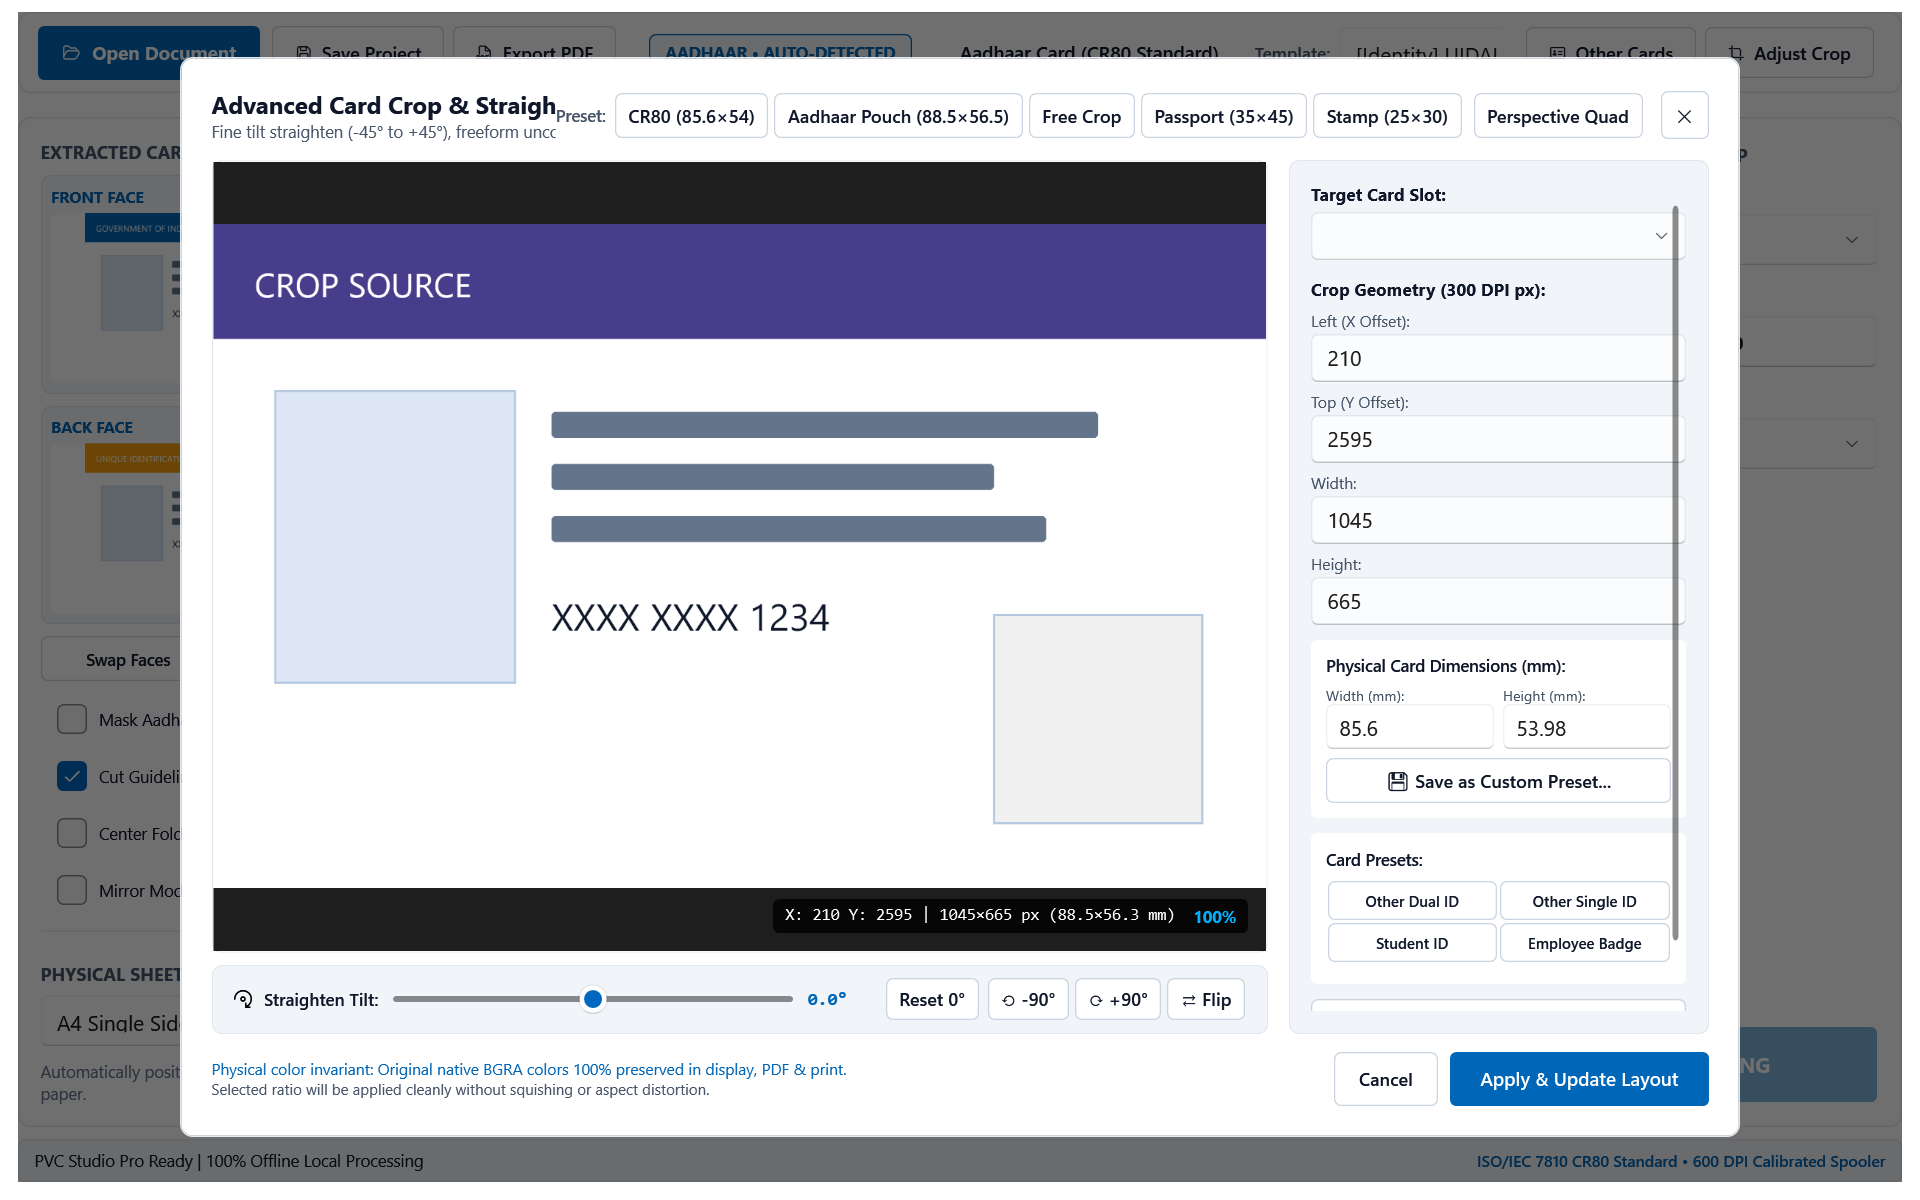 Open Document
Save Project
Export PDF
AADHAAR • AUTO-DETECTED
Aadhaar Card (CR80 Standard)
Template:
[Identity] UIDAI
Other Cards
Adjust Crop
Advanced Card Crop & Straigh
Fine tilt straighten (-45° to +45°), freeform unco
Preset:
CR80 (85.6×54)
Aadhaar Pouch (88.5×56.5)
Free Crop
Passport (35×45)
Stamp (25×30)
Perspective Quad
EXTRACTED CAR
FRONT FACE
GOVERNMENT OF IND
BACK FACE
UNIQUE IDENTIFICATI
Swap Faces
Mask Aadh
Cut Guideli
Center Fold
Mirror Mod
PHYSICAL SHEET
A4 Single Sid
Automatically posit
paper.
CROP SOURCE
XXXX XXXX 1234
X: 210 Y: 2595 | 1045×665 px (88.5×56.3 mm)
100%
Straighten Tilt:
0.0°
Reset 0°
-90°
+90°
Flip
Target Card Slot:
Crop Geometry (300 DPI px):
Left (X Offset):
210
Top (Y Offset):
2595
Width:
1045
Height:
665
Physical Card Dimensions (mm):
Width (mm):
Height (mm):
85.6
53.98
Save as Custom Preset...
Card Presets:
Other Dual ID
Other Single ID
Student ID
Employee Badge
Physical color invariant: Original native BGRA colors 100% preserved in display, PDF & print.
Selected ratio will be applied cleanly without squishing or aspect distortion.
Cancel
Apply & Update Layout
NG
PVC Studio Pro Ready | 100% Offline Local Processing
ISO/IEC 7810 CR80 Standard • 600 DPI Calibrated Spooler